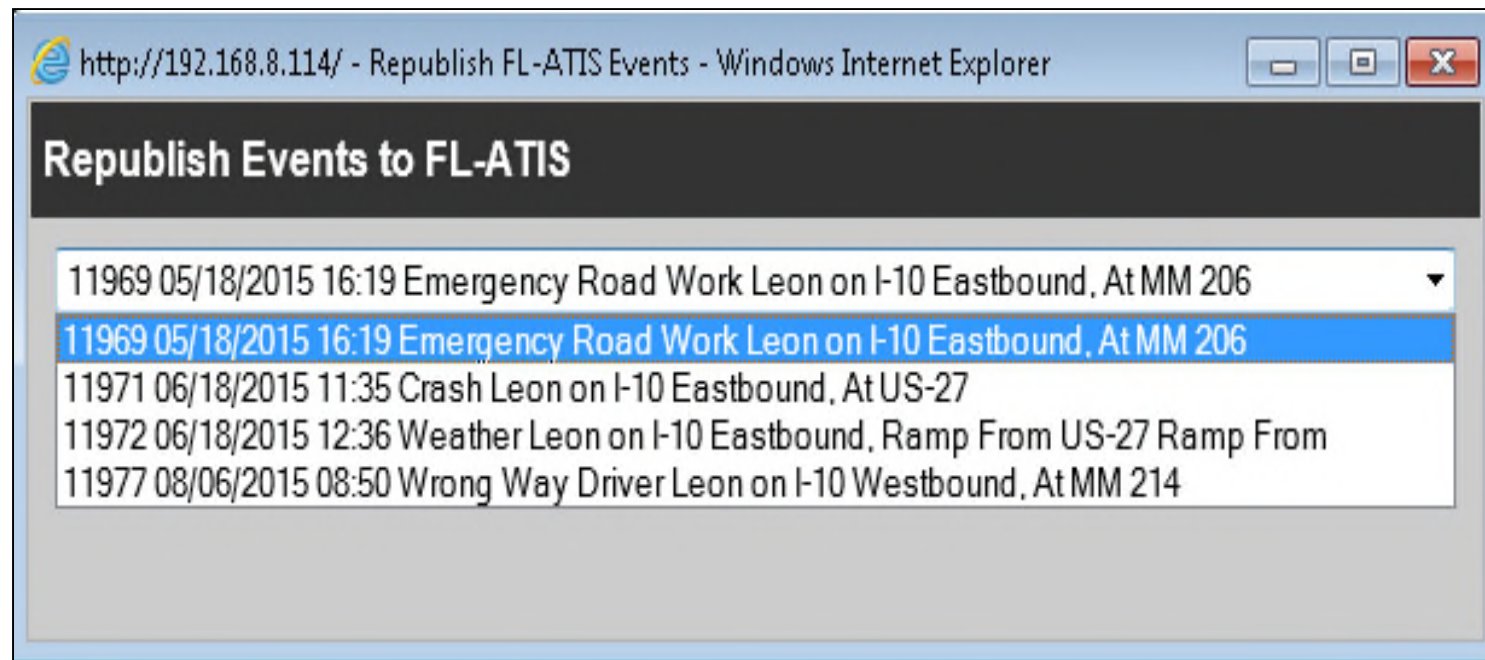 http://192.168.8.114/ - Republish FL-ATIS Events - Windows Internet Explorer
Republish Events to FL-ATIS
11969 05/18/2015 16:19 Emergency Road Work Leon on I-10 Eastbound, At MM 206
11969 05/18/2015 16:19 Emergency Road Work Leon on I-10 Eastbound, At MM 206
11971 06/18/2015 11:35 Crash Leon on I-10 Eastbound, At US-27
11972 06/18/2015 12:36 Weather Leon on I-10 Eastbound, Ramp From US-27 Ramp From
11977 08/06/2015 08:50 Wrong Way Driver Leon on I-10 Westbound, At MM 214